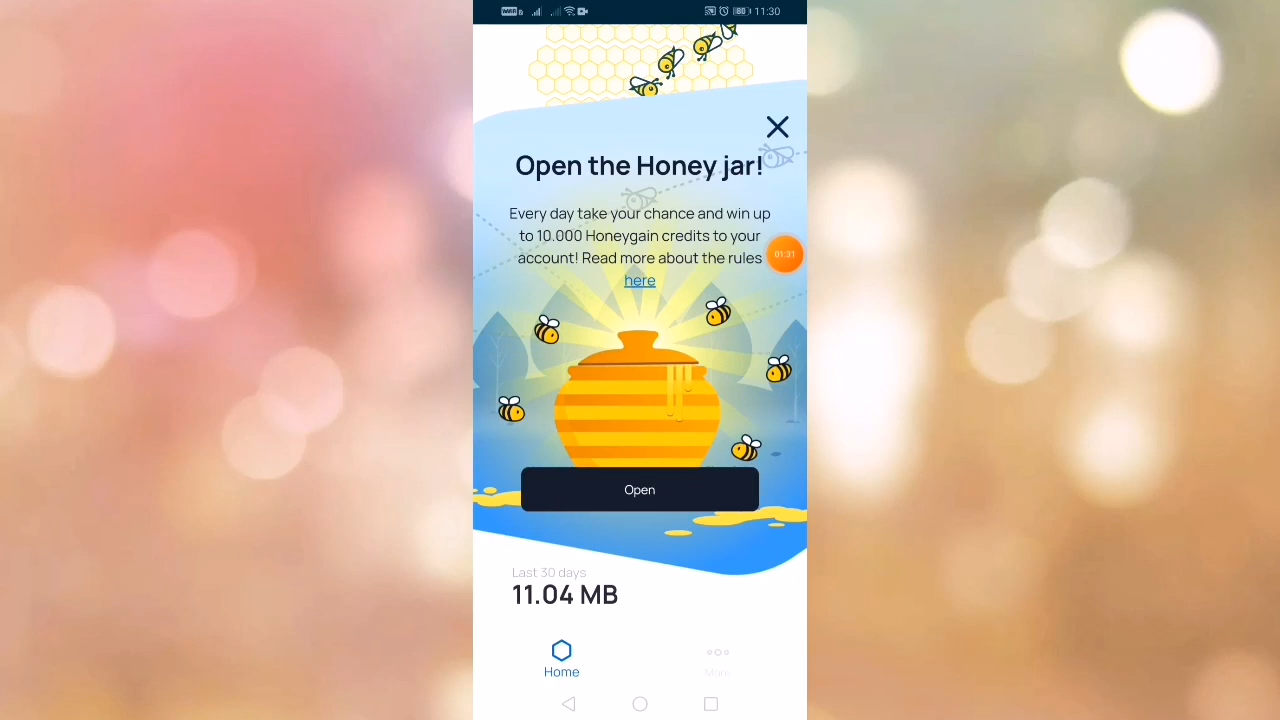 80 11:30
Open the Honey jar!
Every day take your chance and win up
to 10.000 Honeygain credits to your
account! Read more about the rules
01:31
here
Open
Last 30 days
11.04 MB
Home
More